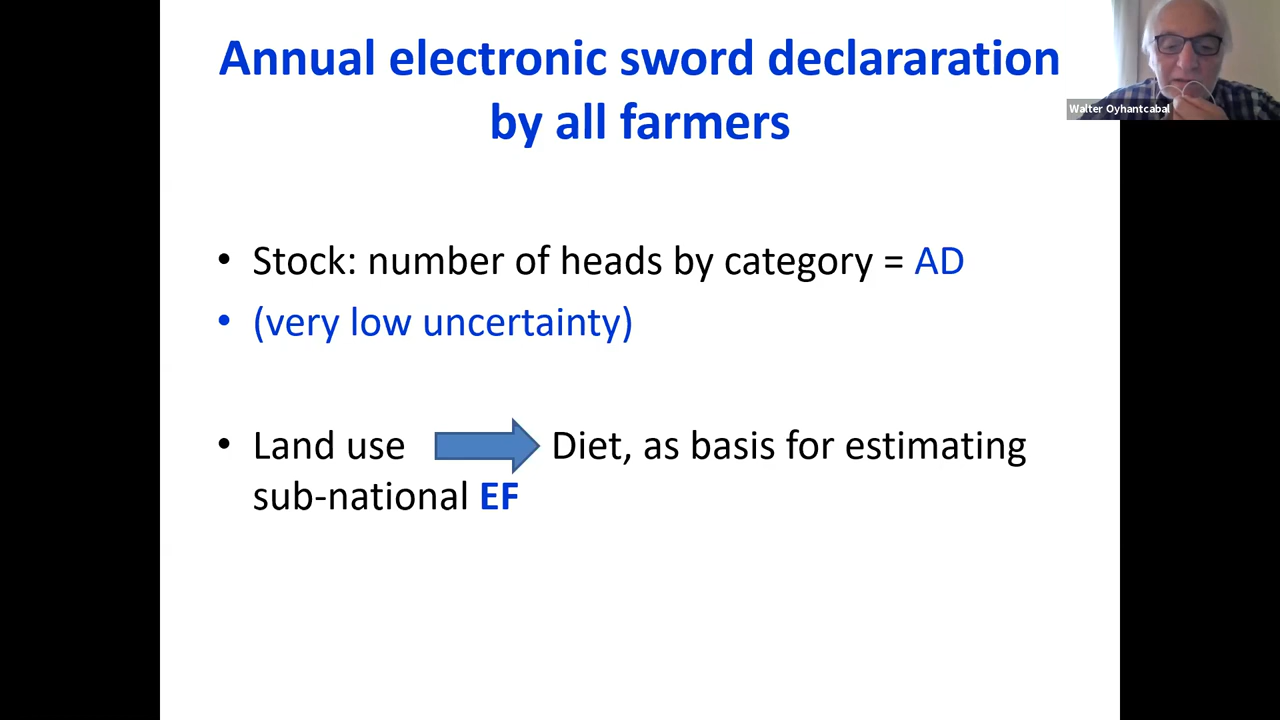 Annual electronic sword declararation
by all farmers
Walter Oyhantcabal
• Stock: number of heads by category = AD
• (very low uncertainty)
• Land use Diet, as basis for estimating
sub-national EF